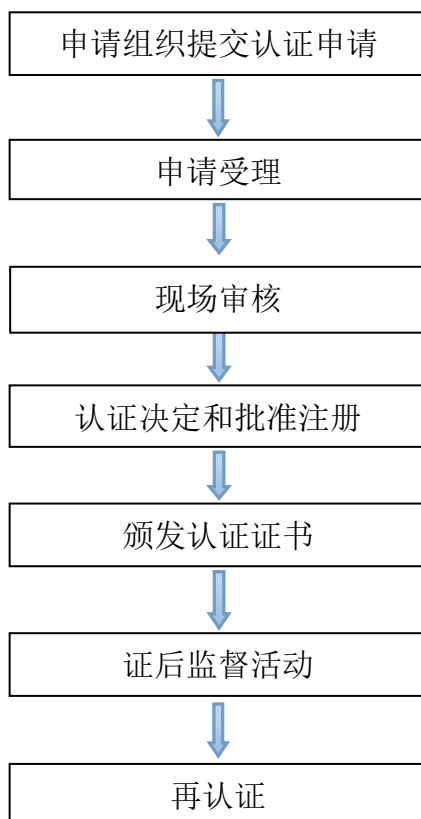 申请组织提交认证申请
申请受理
现场审核
认证决定和批准注册
颁发认证证书
证后监督活动
再认证